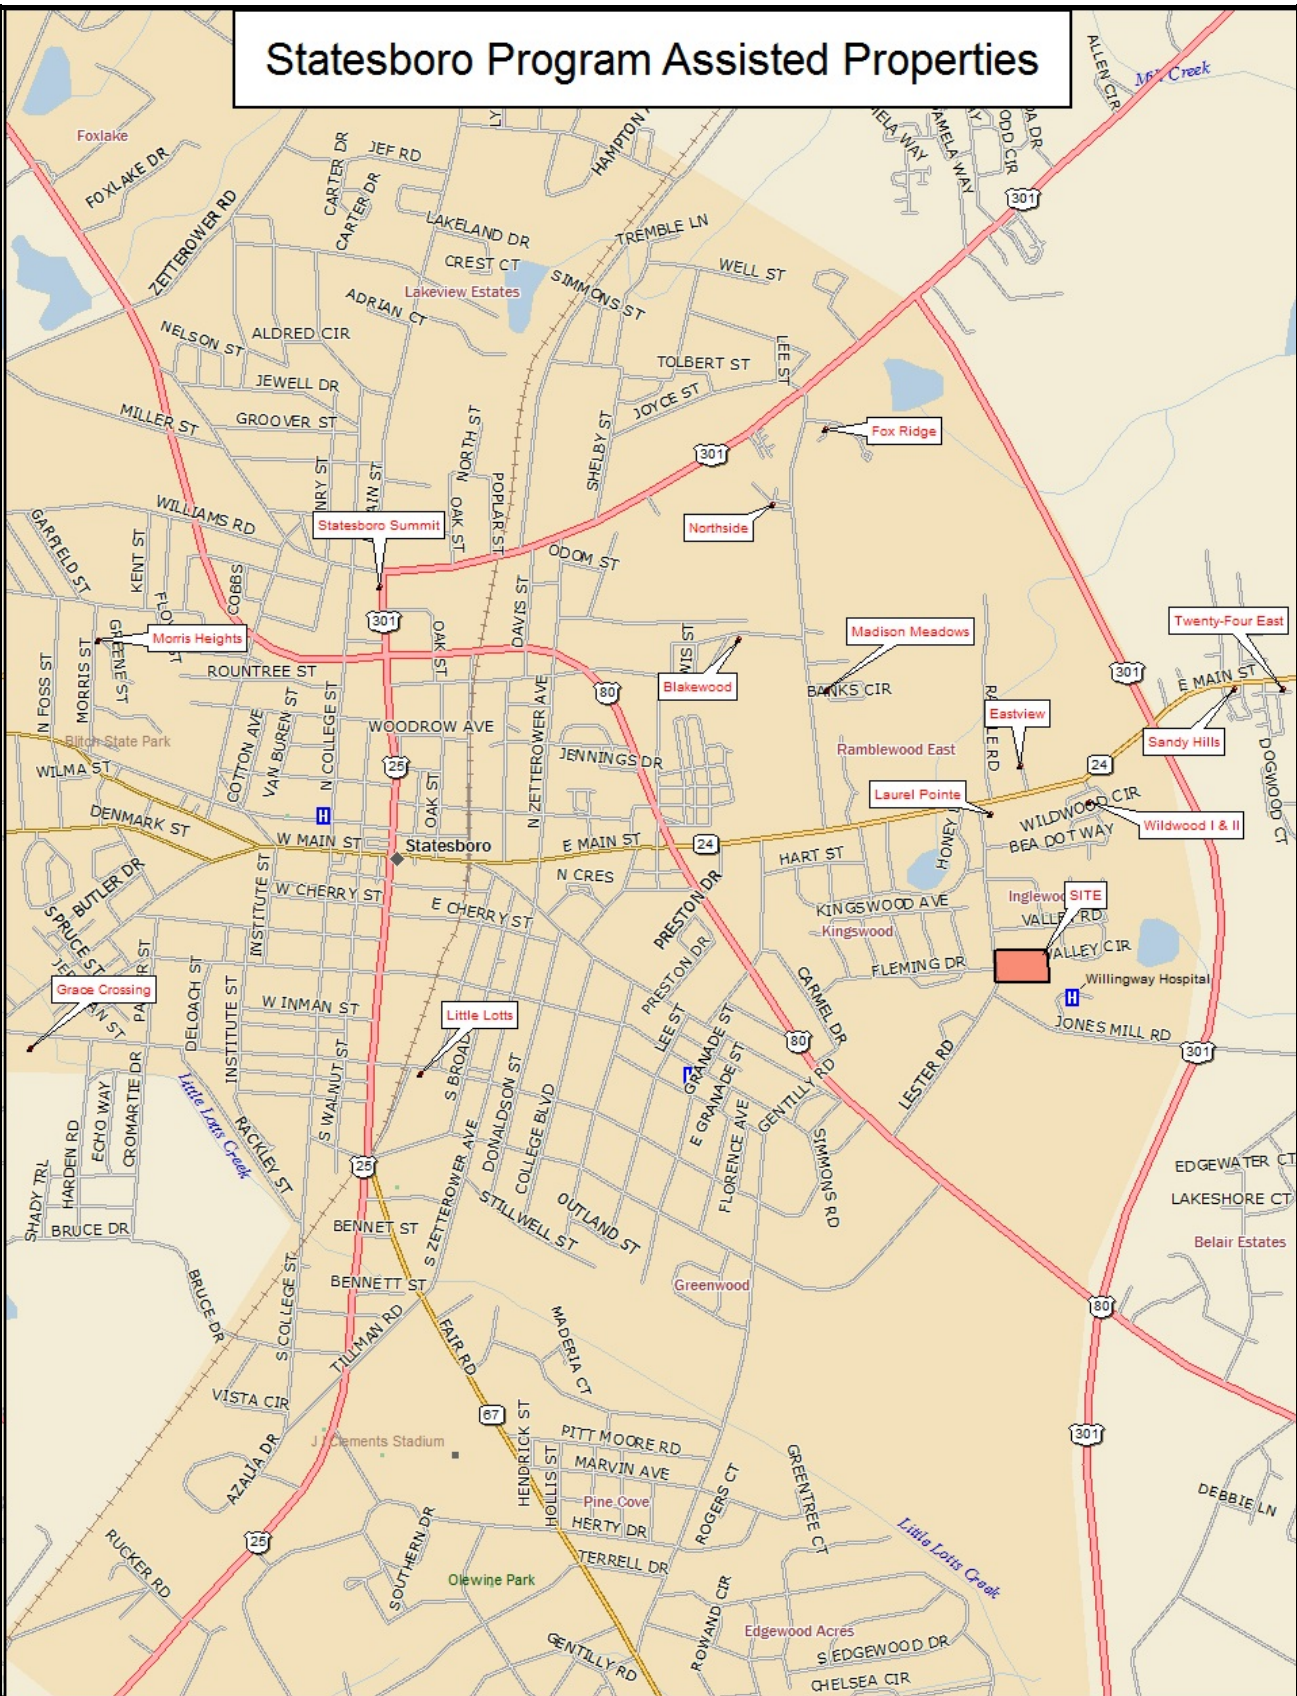 Statesboro Program Assisted Properties
ALLEN CIR
Mill Creek
Foxlake
FOXLAKE DR
ZETTEROWER RD
CARTER DR
JEF RD
CARTER DR
LAKELAND DR
CREST CT
Lakeview Estates
ADRIAN CT
SIMMONS ST
TREMBLE LN
WELL ST
AMELA WAY
301
NELSON ST
ALDRED CIR
JEWELL DR
GROOVER ST
MILLER ST
NORTH ST
SHELBY ST
TOLBERT ST
JOYCE ST
LEE ST
Fox Ridge
301
POPLAR ST
OAK ST
WILLIAMS RD
GARFIELD ST
KENT ST
COBBS
Statesboro Summit
Northside
ODOM ST
DAVIS ST
301
OAK ST
Morris Heights
GREENE ST
MORRIS ST
N FOSS ST
ROUNTREE ST
Blakewood
Madison Meadows
BANKS CIR
Twenty-Four East
301
E MAIN ST
Sandy Hills
DOGWOOD CT
Eastview
80
WOODROW AVE
N ZETTEROWER AVE
JENNINGS DR
Ramblewood East
Blitch State Park
WILMA ST
COTTON AVE
VAN BUREN ST
N COLLEGE ST
25
OAK ST
24
Laurel Pointe
WILDWOOD CIR
Wildwood I & II
BEA DOT WAY
HONEY
DENMARK ST
H
W MAIN ST
Statesboro
E MAIN ST
24
HART ST
N CRES
BUTLER DR
SPRUCE ST
INSTITUTE ST
W CHERRY ST
E CHERRY ST
PRESTON DR
KINGSWOOD AVE
Kingswood
SITE
VALLEY RD
VALLEY CIR
FLEMING DR
Willingway Hospital
H
JONES MILL RD
301
Grace Crossing
DELOACH ST
INSTITUTE ST
W INMAN ST
Little Lotts
PRESTON DR
LEE ST
CARMEL DR
80
LESTER RD
S BROAD
S WALNUT ST
DONALDSON ST
COLLEGE BLVD
GRANADE ST
E GRANADE ST
FLORENCE AVE
GENTILLY RD
SIMMONS RD
Little Lotts Creek
RACKLEY ST
ECHO WAY
CROMARTIE DR
HARDEN RD
SHADY TRL
BRUCE DR
25
BENNET ST
S ZETTEROWER AVE
STILLWELL ST
OUTLAND ST
EDGEWATER CT
LAKESHORE CT
Belair Estates
Greenwood
BENNETT ST
BRUCE DR
S COLLEGE ST
TILLMAN RD
FAIR RD
MADERIA CT
80
VISTA CIR
67
301
J I Clements Stadium
AZALIA DR
HENDRICK ST
HOLLIS ST
PITT MOORE RD
MARVIN AVE
Pine Cove
HERTY DR
TERRELL DR
ROGERS CT
GREENTREE CT
DEBBIE LN
25
RUCKER RD
SOUTHERN DR
Olewine Park
Little Lotts Creek
ROWAND CIR
Edgewood Acres
GENTILLY RD
S EDGEWOOD DR
CHELSEA CIR